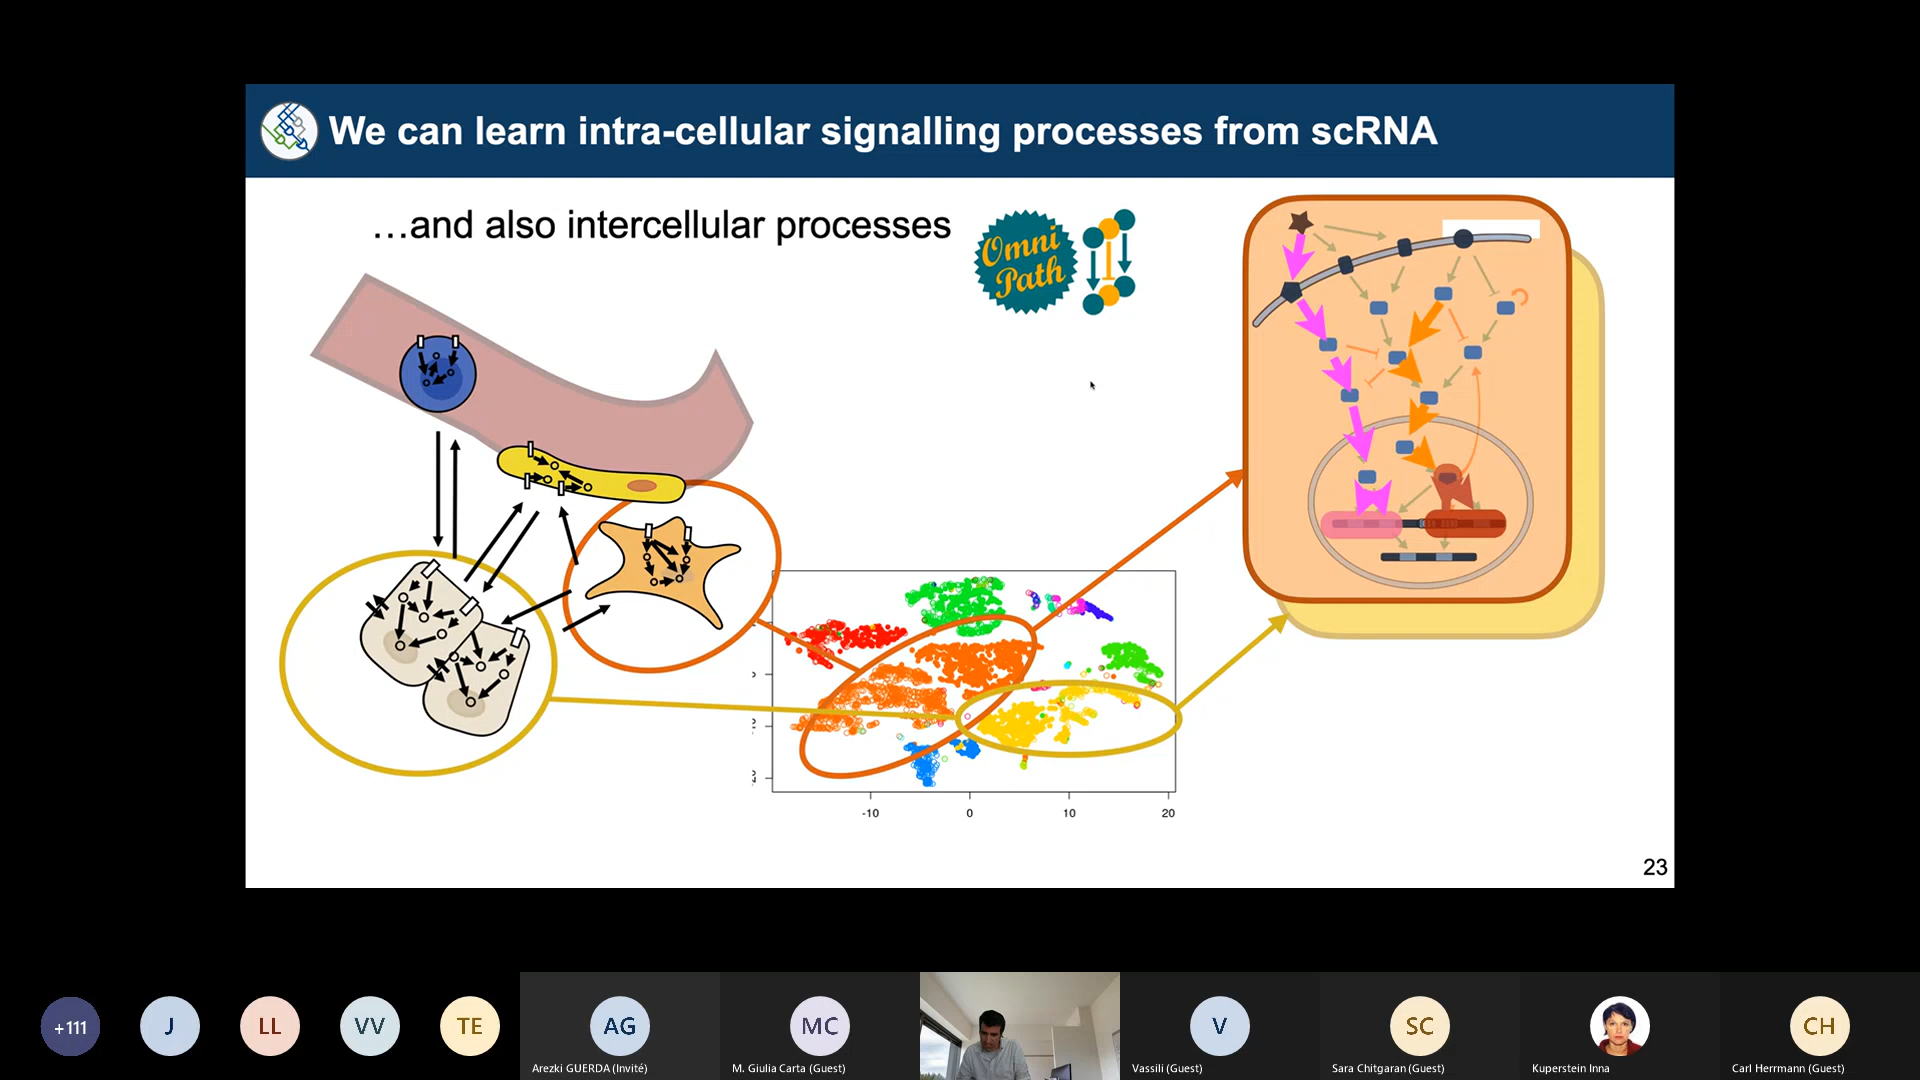 We can learn intra-cellular signalling processes from scRNA
...and also intercellular processes
Omni
Path
-10
0
10
20
23
+111
J
LL
VV
TE
AG
MC
V
SC
CH
Arezki GUERDA (Invité)
M. Giulia Carta (Guest)
Vassili (Guest)
Sara Chitgaran (Guest)
Kuperstein Inna
Carl Herrmann (Guest)